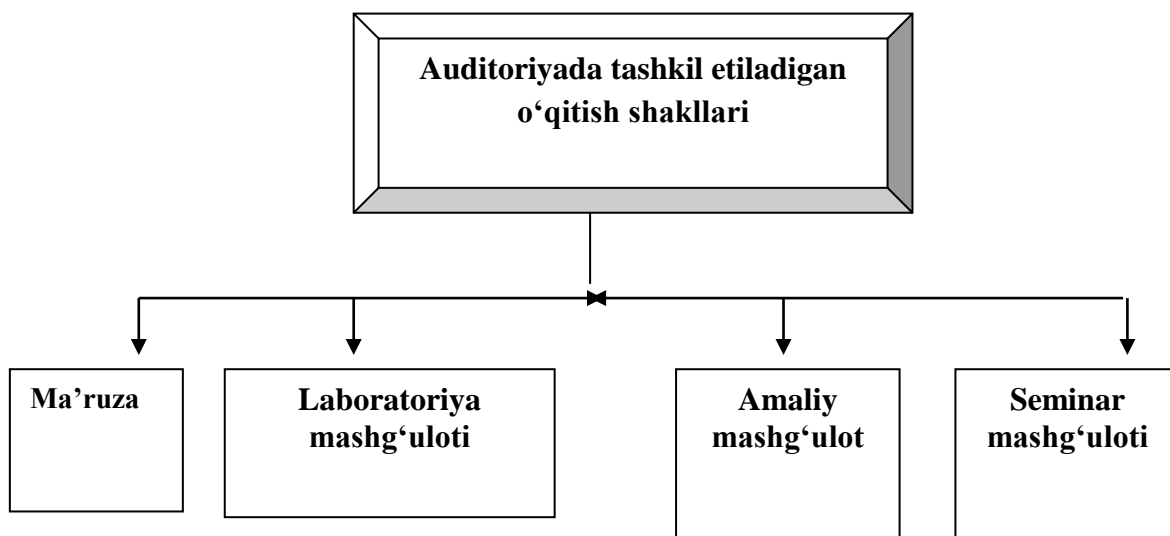 Auditoriyada tashkil etiladigan
o‘qitish shakllari
Ma’ruza
Laboratoriya
mashg‘uloti
Amaliy
mashg‘ulot
Seminar
mashg‘uloti